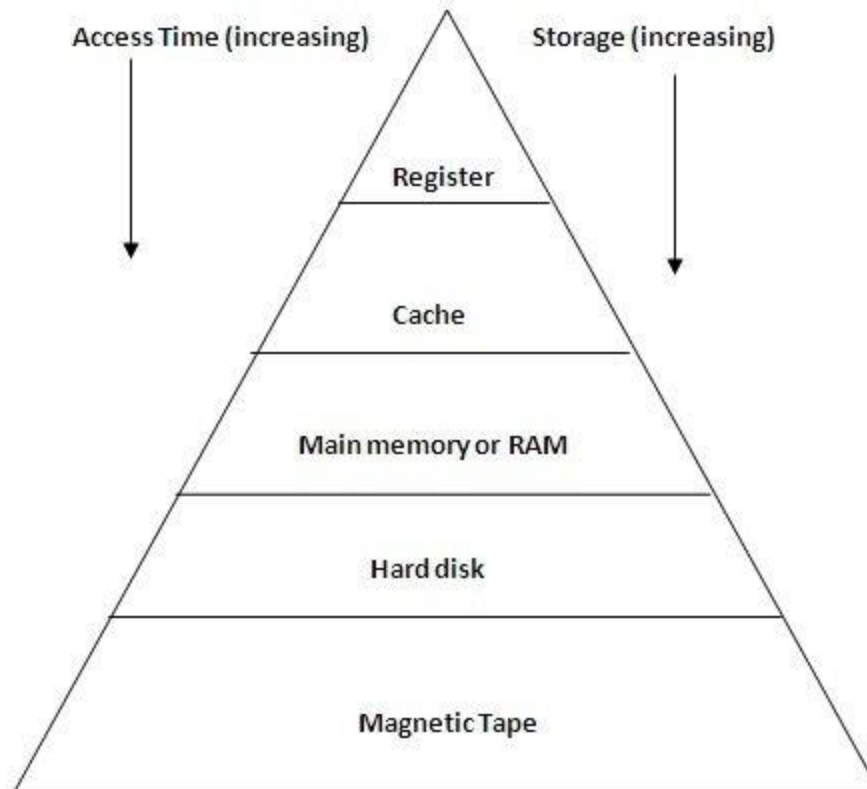 Access Time (increasing)
Storage (increasing)
Register
Cache
Main memory or RAM
Hard disk
Magnetic Tape